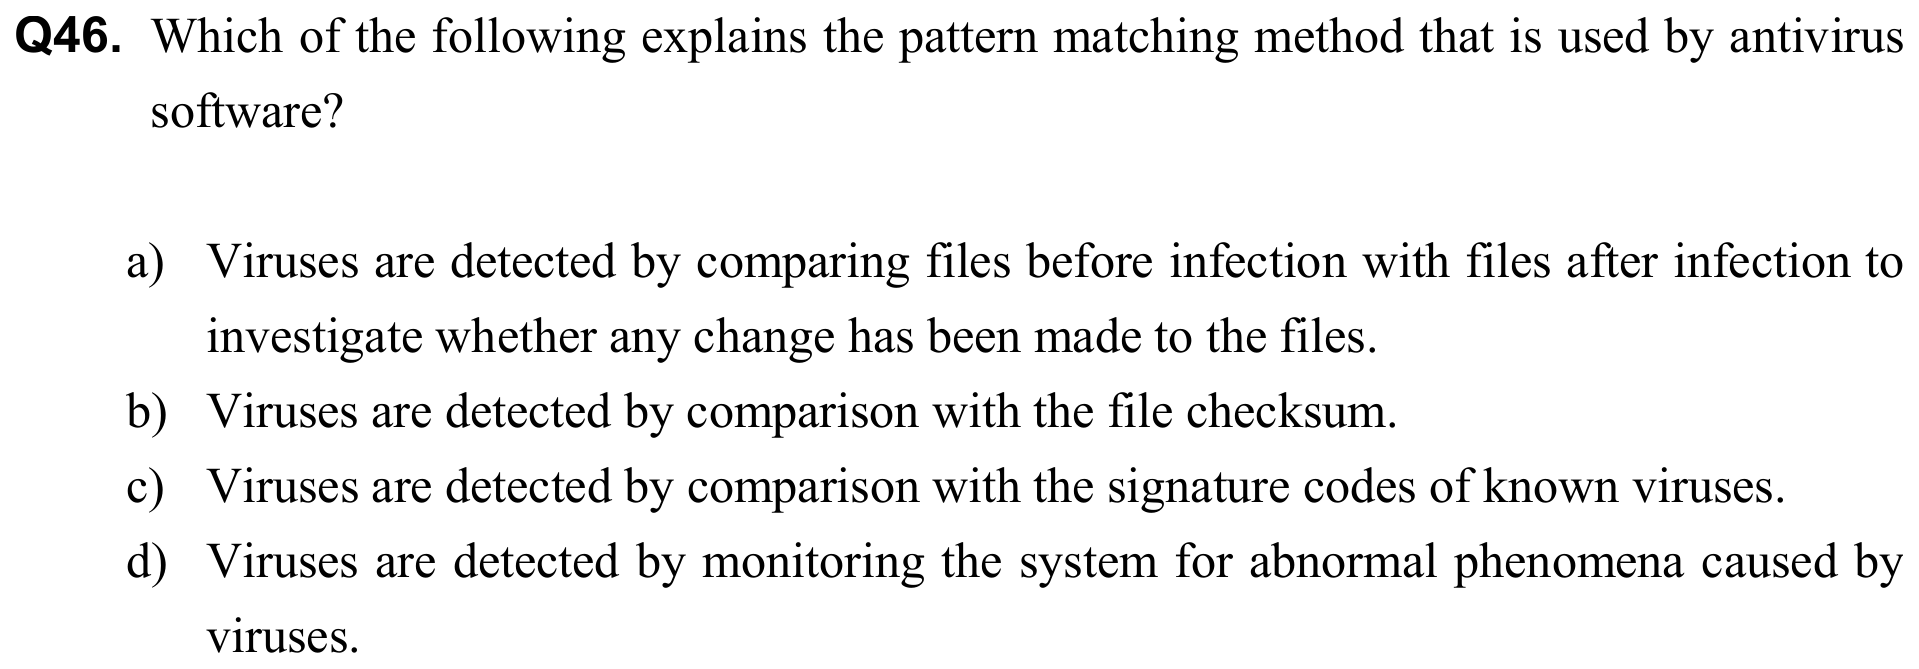 Q46. Which of the following explains the pattern matching method that is used by antivirus
software?
a) Viruses are detected by comparing files before infection with files after infection to
investigate whether any change has been made to the files.
b) Viruses are detected by comparison with the file checksum.
c) Viruses are detected by comparison with the signature codes of known viruses.
d) Viruses are detected by monitoring the system for abnormal phenomena caused by
viruses.